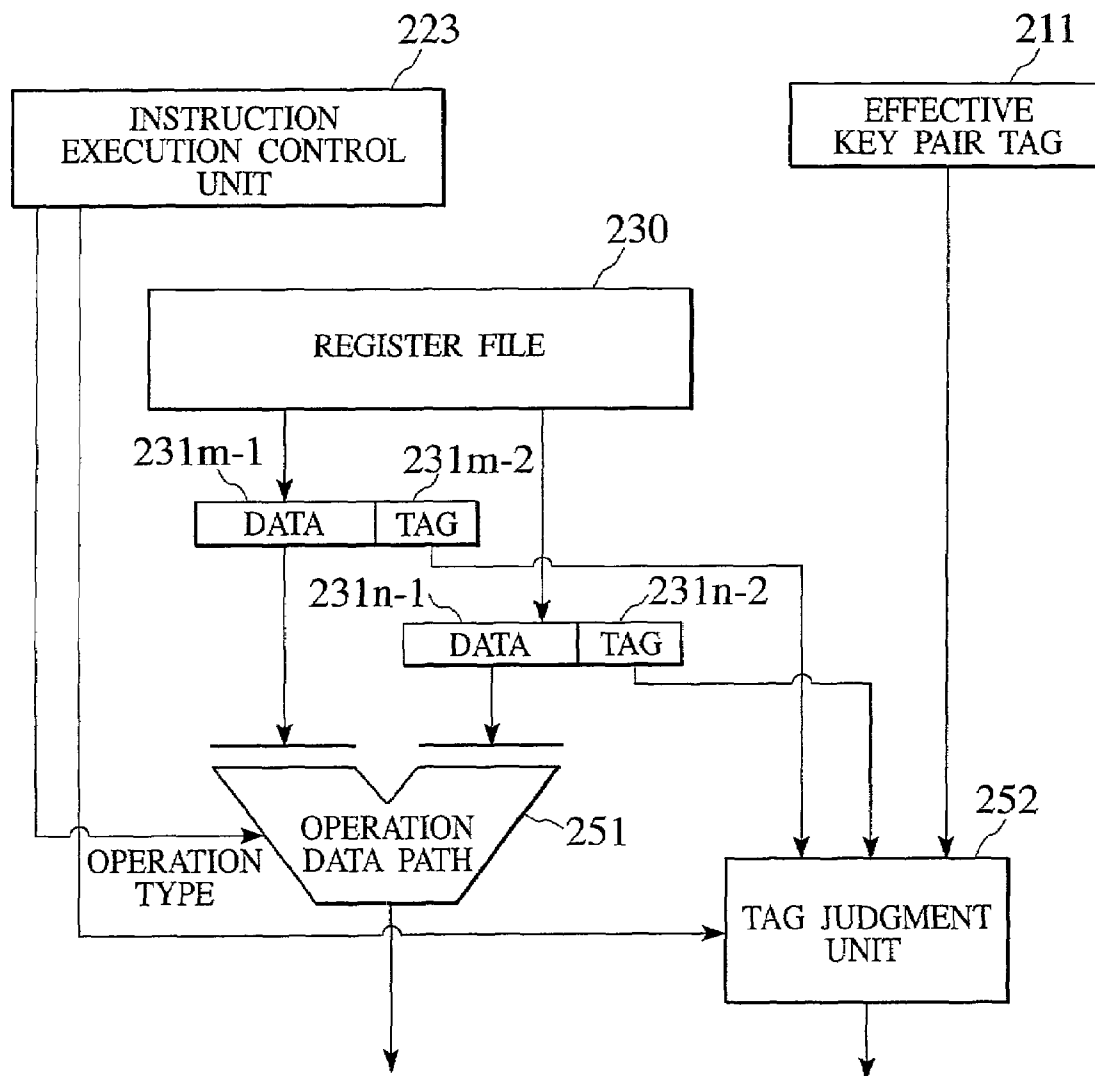 223
211
INSTRUCTION
EXECUTION CONTROL
UNIT
EFFECTIVE
KEY PAIR TAG
230
REGISTER FILE
231m-1
231m-2
DATA
TAG
231n-1
231n-2
DATA
TAG
OPERATION
DATA PATH
251
252
OPERATION
TYPE
TAG JUDGMENT
UNIT